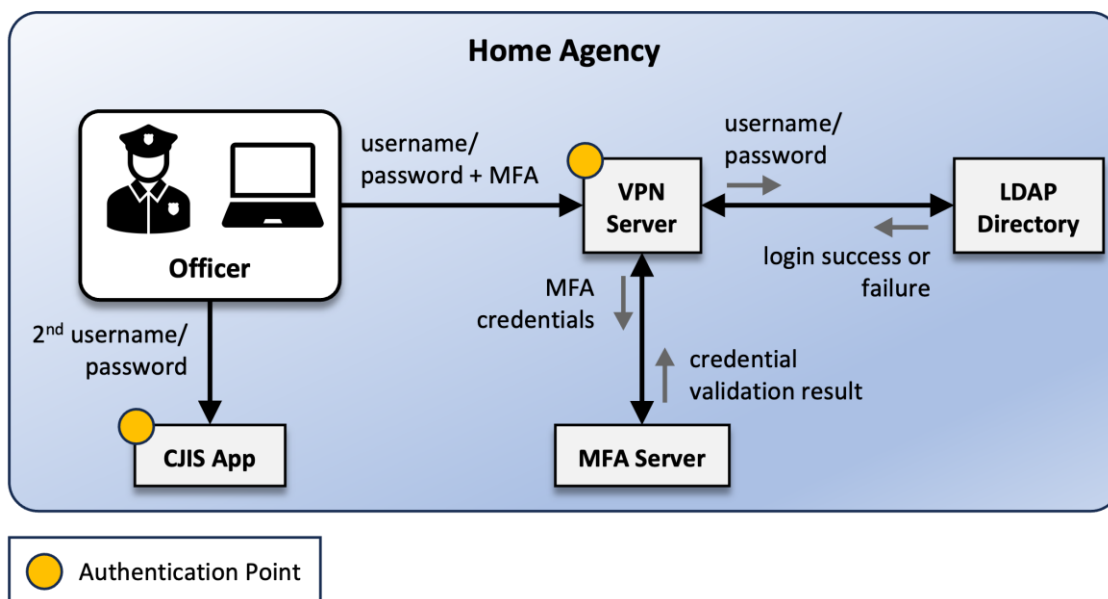 Home Agency
username/
password + MFA
username/
password
VPN
Server
LDAP
Directory
Officer
login success or
failure
MFA
credentials
2nd username/
password
credential
validation result
CJIS App
MFA Server
Authentication Point